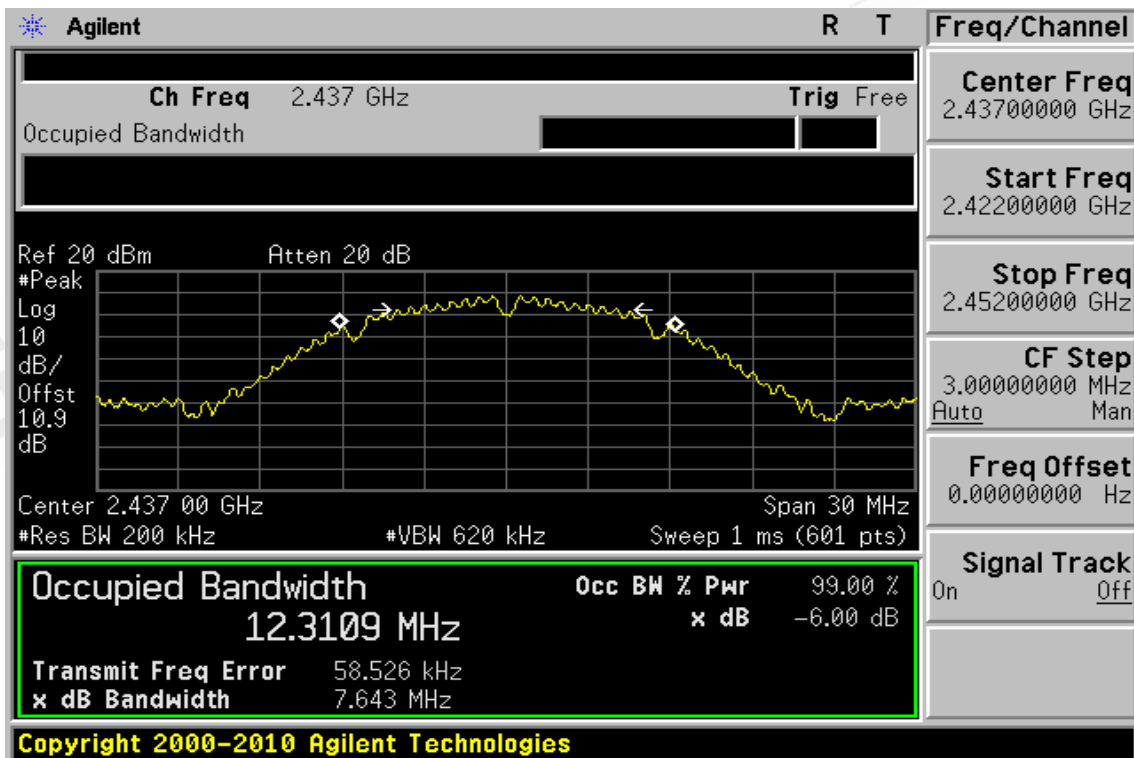 Agilent R T
Ch Freq 2.437 GHz Trig Free
Occupied Bandwidth
Ref 20 dBm Atten 20 dB
#Peak
Log
10
dB/
Offst
10.9
dB
Center 2.437 00 GHz Span 30 MHz
#Res BW 200 kHz #VBW 620 kHz Sweep 1 ms (601 pts)
Occupied Bandwidth
12.3109 MHz
Occ BW % Pwr 99.00 %
x dB -6.00 dB
Transmit Freq Error 58.526 kHz
x dB Bandwidth 7.643 MHz
Copyright 2000-2010 Agilent Technologies
Freq/Channel
Center Freq
2.43700000 GHz
Start Freq
2.42200000 GHz
Stop Freq
2.45200000 GHz
CF Step
3.00000000 MHz
Auto Man
Freq Offset
0.00000000 Hz
Signal Track
On Off